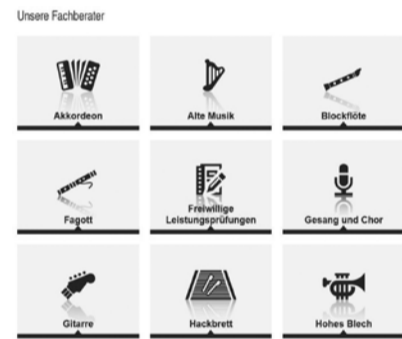 Unsere Fachberater
Akkordeon
Alte Musik
Blockflöte
Fagott
Freiwillige
Leistungsprüfungen
Gesang und Chor
Gitarre
Hackbrett
Hohes Blech